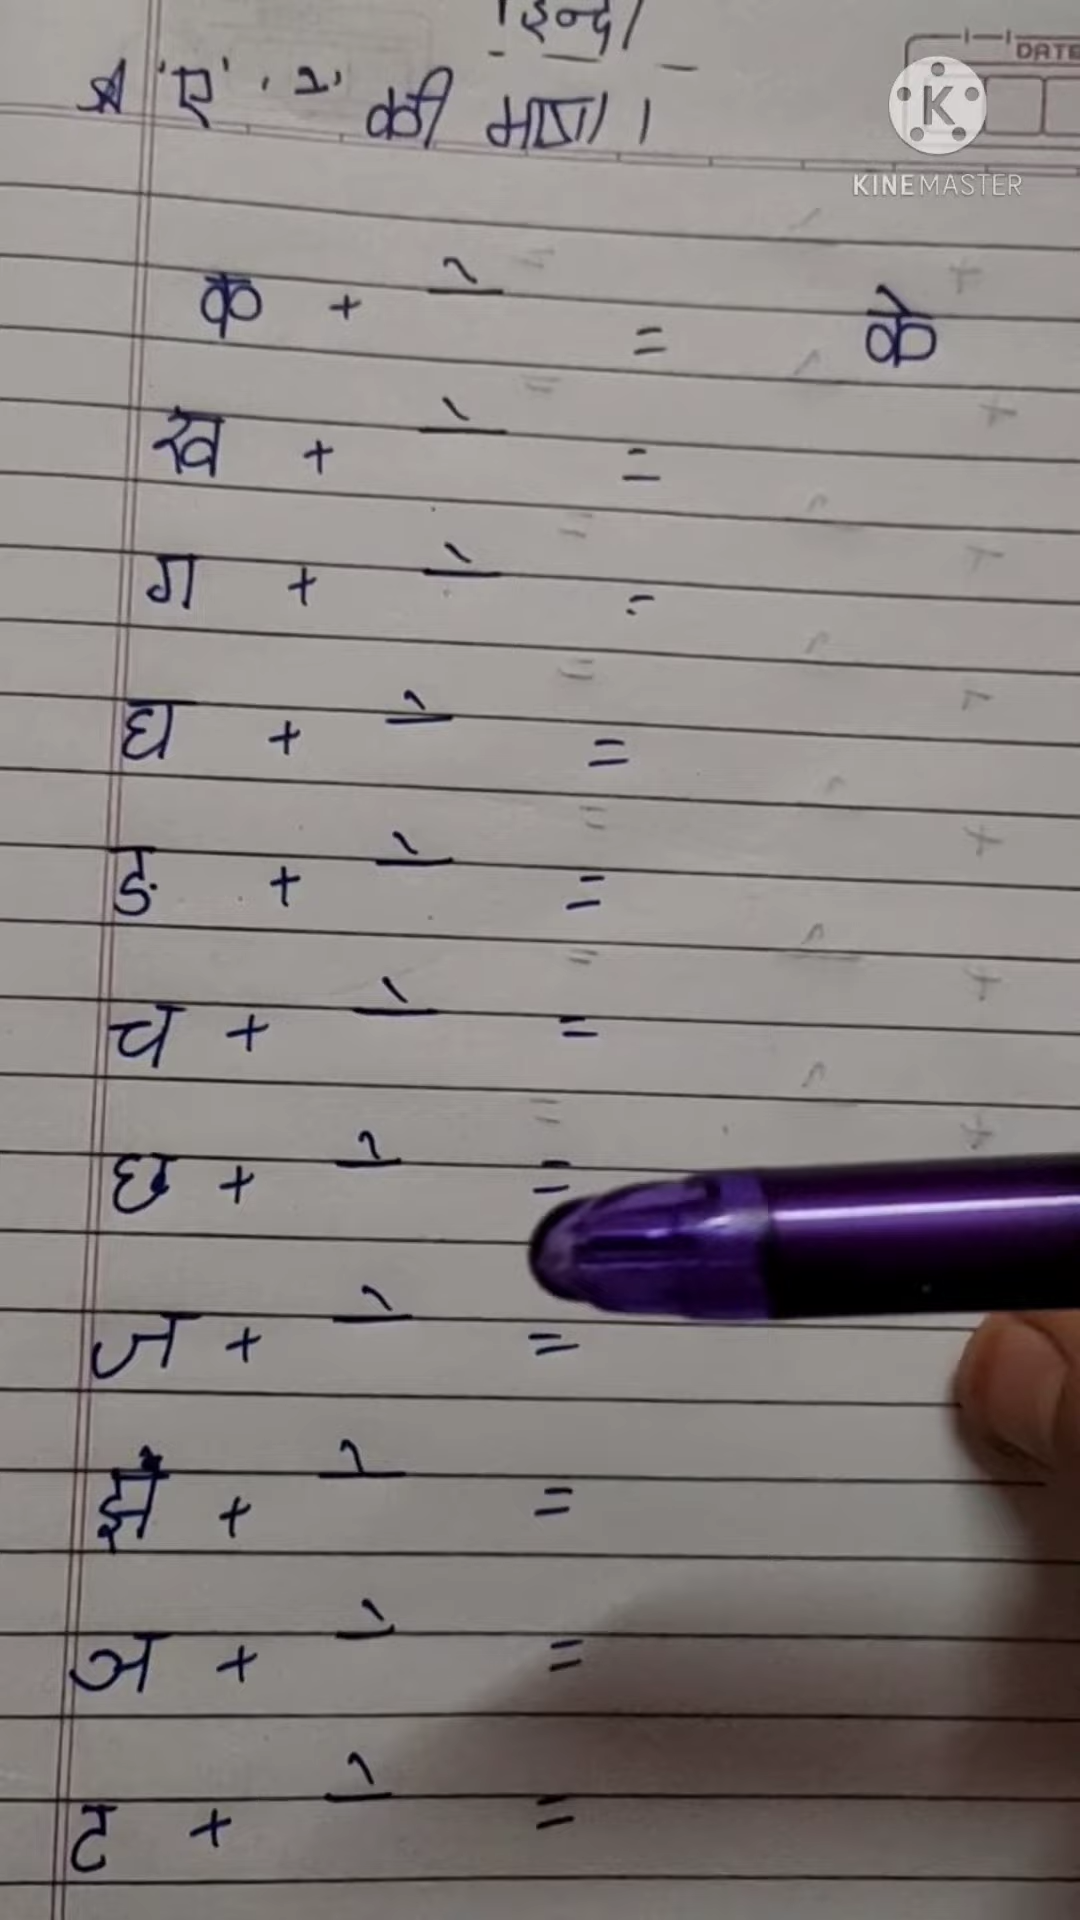 हिन्दी
DATE
'ए' ' े' की मात्रा।
KINEMASTER
क + े = के
ख + े =
ग + े =
घ + े =
ङ + े =
च + े =
छ + े =
ज + े =
झ + े =
ञ + े =
ट + े =